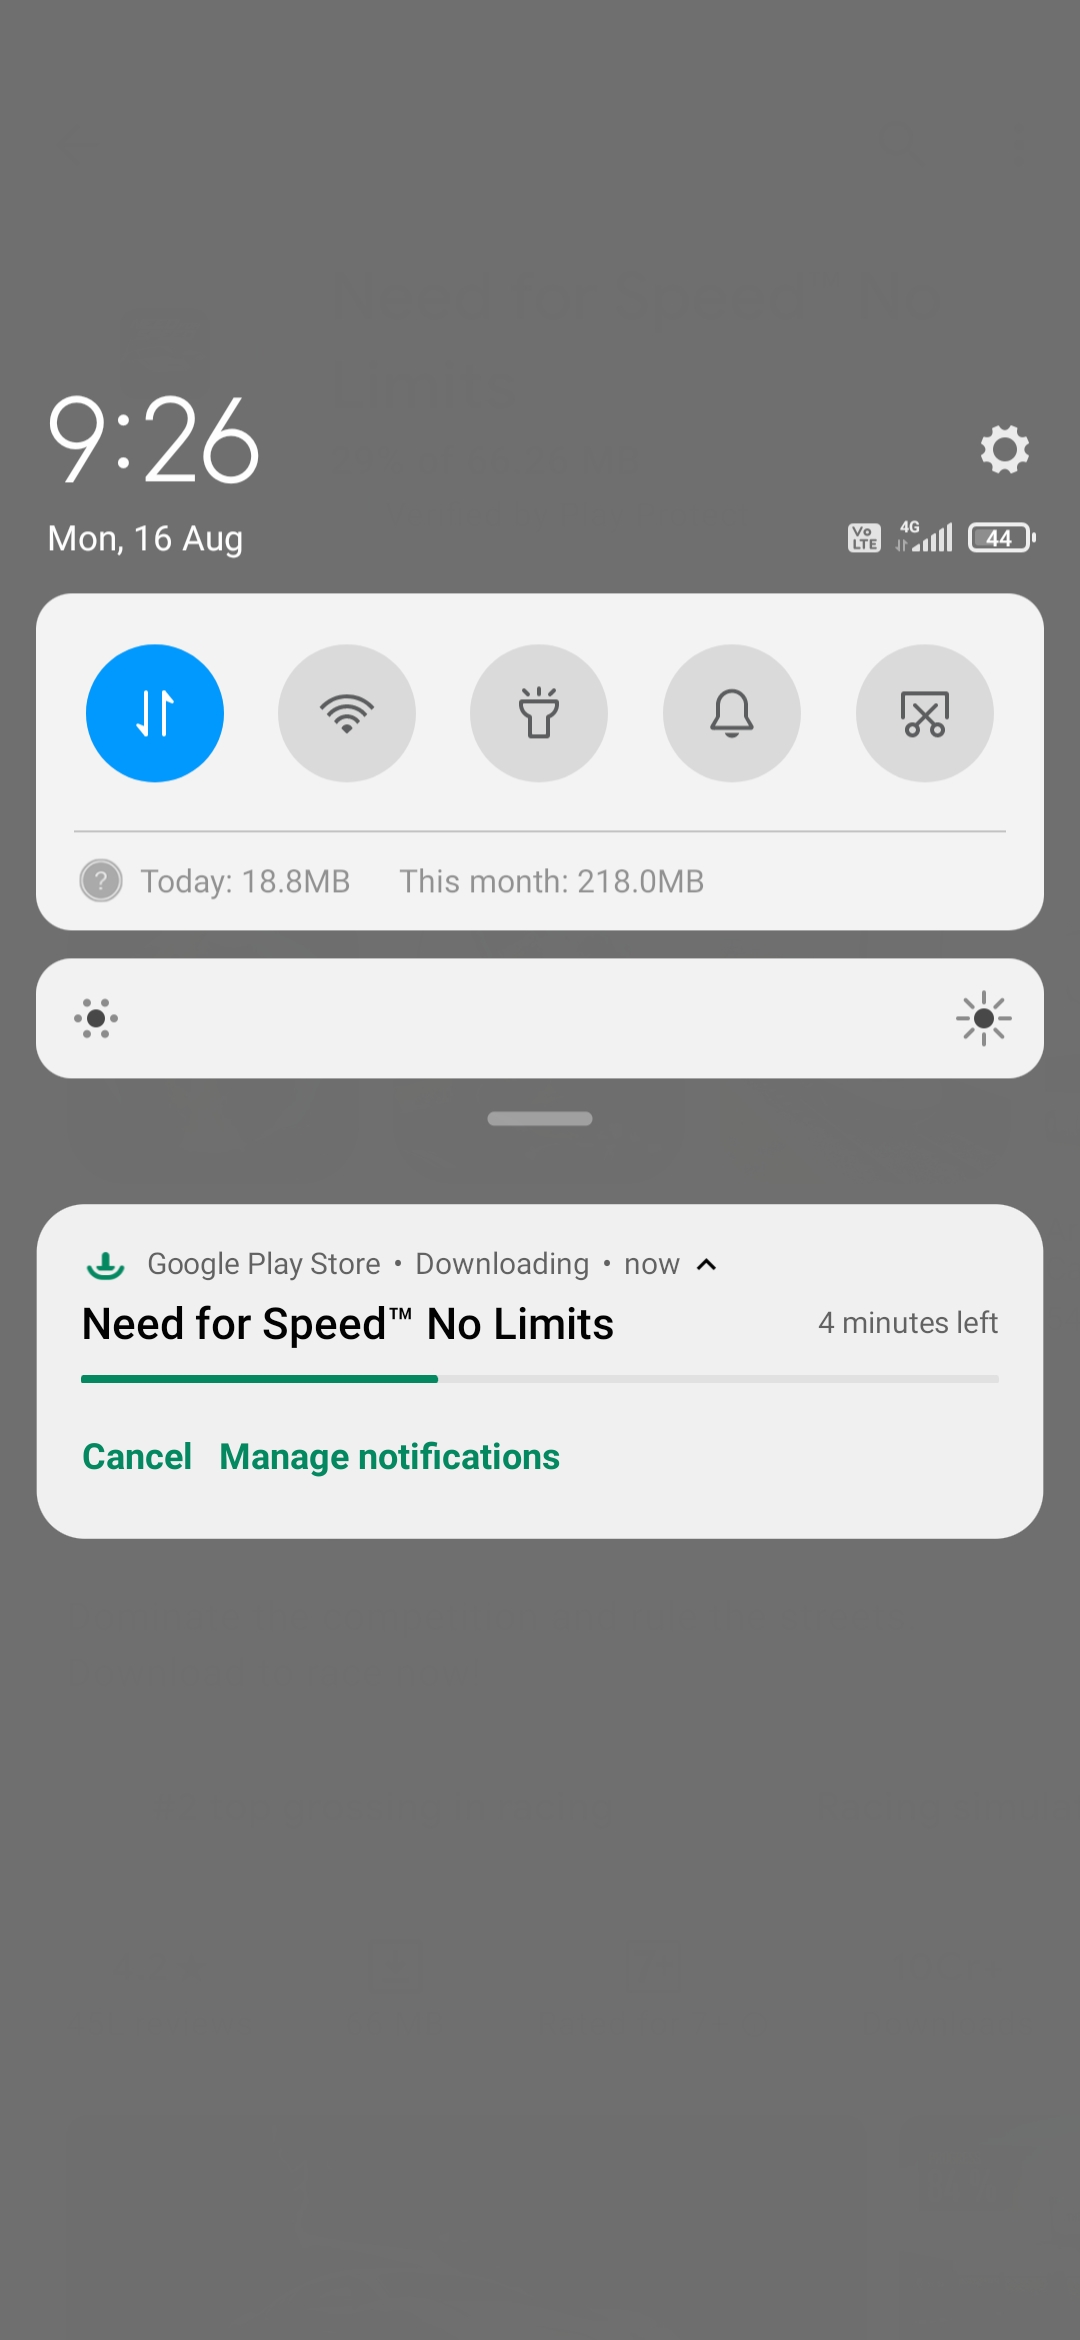 9:26
Mon, 16 Aug
Vo LTE 4G 44
Today: 18.8MB This month: 218.0MB
Google Play Store • Downloading • now
Need for Speed™ No Limits 4 minutes left
Cancel Manage notifications